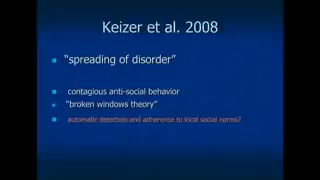 Keizer et al. 2008
“spreading of disorder”
contagious anti-social behavior
“broken windows theory”
automatic detection and adherence to local social norms?